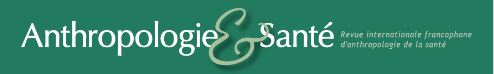 Anthropologie & Santé
Revue internationale francophone
d'anthropologie de la santé